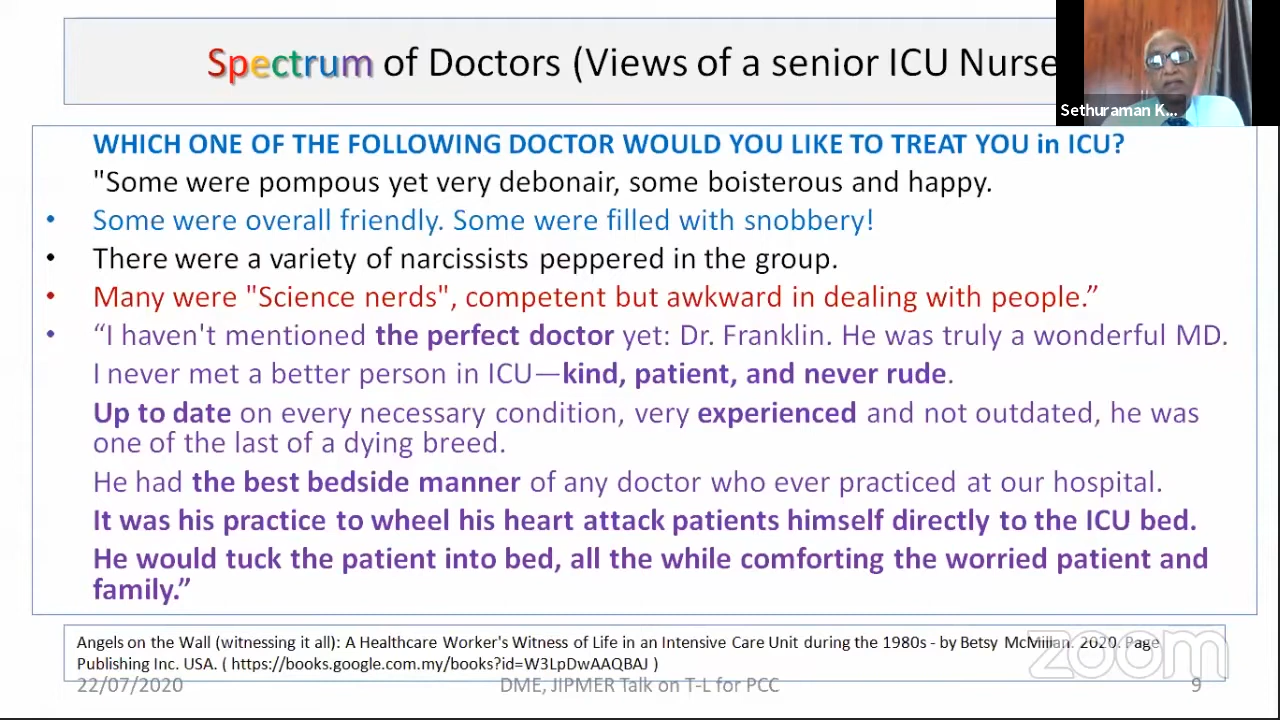 Spectrum of Doctors (Views of a senior ICU Nurse
Sethuraman K...
WHICH ONE OF THE FOLLOWING DOCTOR WOULD YOU LIKE TO TREAT YOU in ICU?
"Some were pompous yet very debonair, some boisterous and happy.
• Some were overall friendly. Some were filled with snobbery!
• There were a variety of narcissists peppered in the group.
• Many were "Science nerds", competent but awkward in dealing with people.”
• “I haven't mentioned the perfect doctor yet: Dr. Franklin. He was truly a wonderful MD.
I never met a better person in ICU—kind, patient, and never rude.
Up to date on every necessary condition, very experienced and not outdated, he was
one of the last of a dying breed.
He had the best bedside manner of any doctor who ever practiced at our hospital.
It was his practice to wheel his heart attack patients himself directly to the ICU bed.
He would tuck the patient into bed, all the while comforting the worried patient and
family.”
Angels on the Wall (witnessing it all): A Healthcare Worker's Witness of Life in an Intensive Care Unit during the 1980s - by Betsy McMillan. 2020. Page
Publishing Inc. USA. ( https://books.google.com.my/books?id=W3LpDwAAQBAJ )
zoom
22/07/2020
DME, JIPMER Talk on T-L for PCC
9